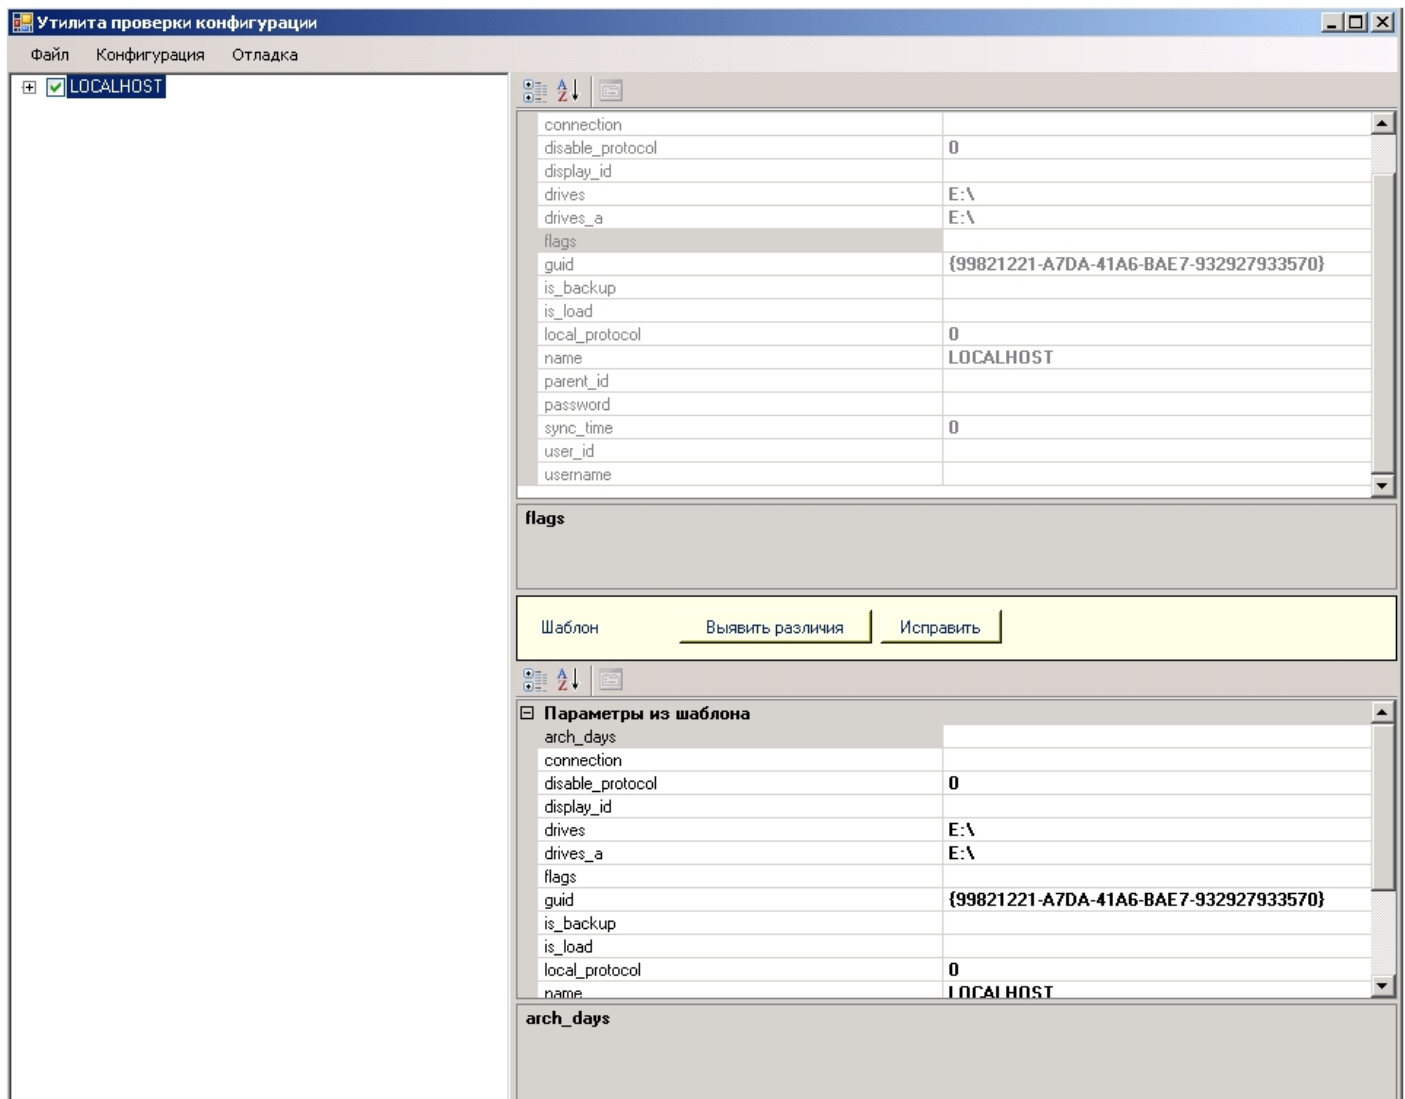 Утилита проверки конфигурации
Файл Конфигурация Отладка
LOCALHOST
connection
disable_protocol 0
display_id
drives E:\
drives_a E:\
flags
guid {99821221-A7DA-41A6-BAE7-932927933570}
is_backup
is_load
local_protocol 0
name LOCALHOST
parent_id
password
sync_time 0
user_id
username
flags
Шаблон Выявить различия Исправить
Параметры из шаблона
arch_days
connection
disable_protocol 0
display_id
drives E:\
drives_a E:\
flags
guid {99821221-A7DA-41A6-BAE7-932927933570}
is_backup
is_load
local_protocol 0
name LOCALHOST
arch_days